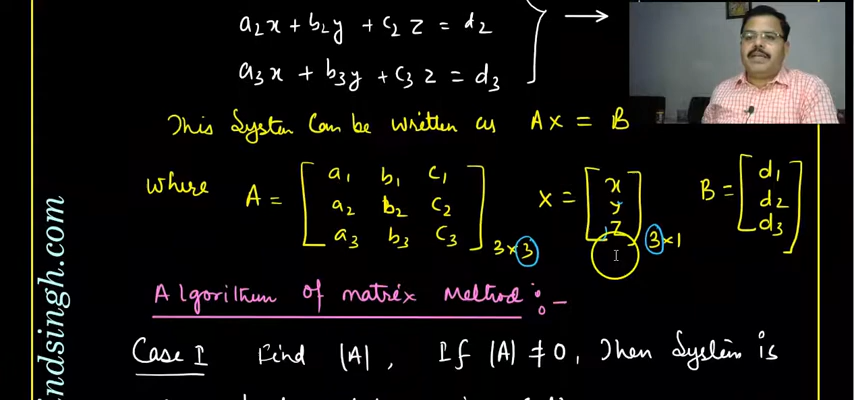 a2x + b2y + c2 z = d2
a3x + b3y + c3 z = d3
This System Can be written as AX = B
where A = [ a1 b1 c1
a2 b2 c2
a3 b3 c3 ] 3×3
X = [ x
y
z ] 3×1
B = [ d1
d2
d3 ]
Algorithm of matrix Method :-
Case I Find |A| , If |A| ≠ 0, Then System is
ndsingh.com